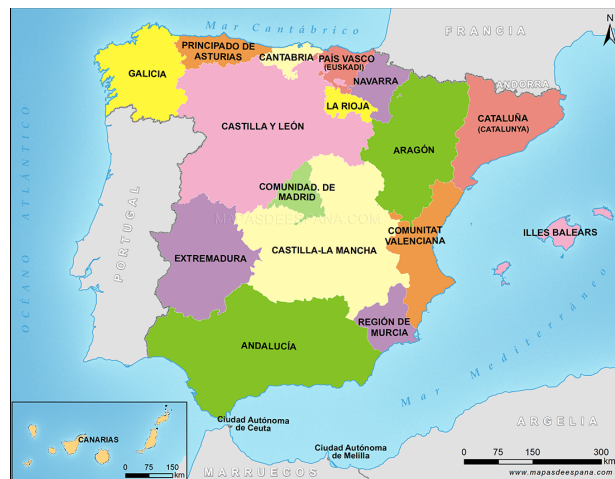 Mar Cantábrico
FRANCIA
N
PRINCIPADO DE
ASTURIAS
CANTABRIA
PAÍS VASCO
(EUSKADI)
GALICIA
NAVARRA
ANDORRA
LA RIOJA
CATALUÑA
(CATALUNYA)
CASTILLA Y LEÓN
ARAGÓN
OCÉANO ATLÁNTICO
PORTUGAL
COMUNIDAD. DE
MADRID
MAPASDEESPANA.COM
COMUNITAT
VALENCIANA
ILLES BALEARS
CASTILLA-LA MANCHA
EXTREMADURA
REGIÓN DE
MURCIA
ANDALUCÍA
Mar Mediterráneo
Ciudad Autónoma
de Ceuta
Ciudad Autónoma
de Melilla
ARGELIA
MARRUECOS
CANARIAS
0 75 150
km
0 75 150 300
km
www.mapasdeespana.com